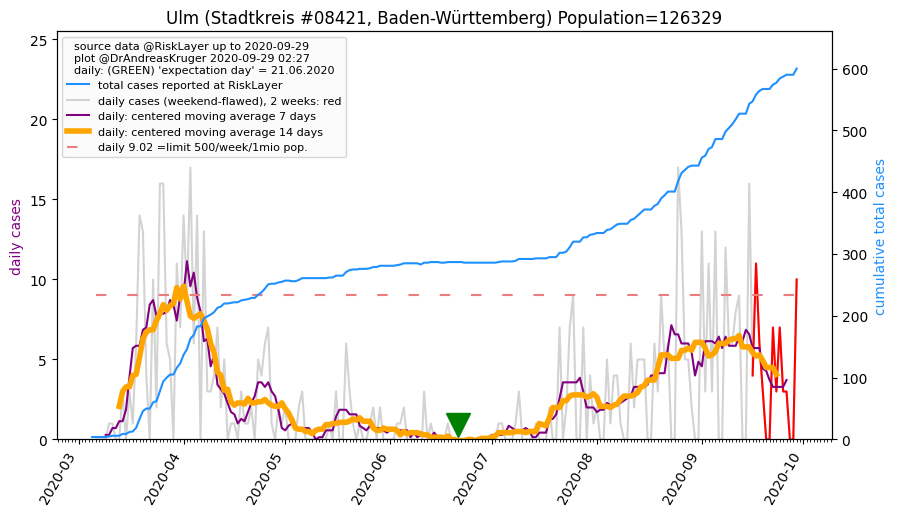 Ulm (Stadtkreis #08421, Baden-Württemberg) Population=126329
source data @RiskLayer up to 2020-09-29
plot @DrAndreasKruger 2020-09-29 02:27
daily: (GREEN) 'expectation day' = 21.06.2020
total cases reported at RiskLayer
daily cases (weekend-flawed), 2 weeks: red
daily: centered moving average 7 days
daily: centered moving average 14 days
daily 9.02 =limit 500/week/1mio pop.
daily cases
25
20
15
10
5
0
cumulative total cases
600
500
400
300
200
100
0
2020-03
2020-04
2020-05
2020-06
2020-07
2020-08
2020-09
2020-10